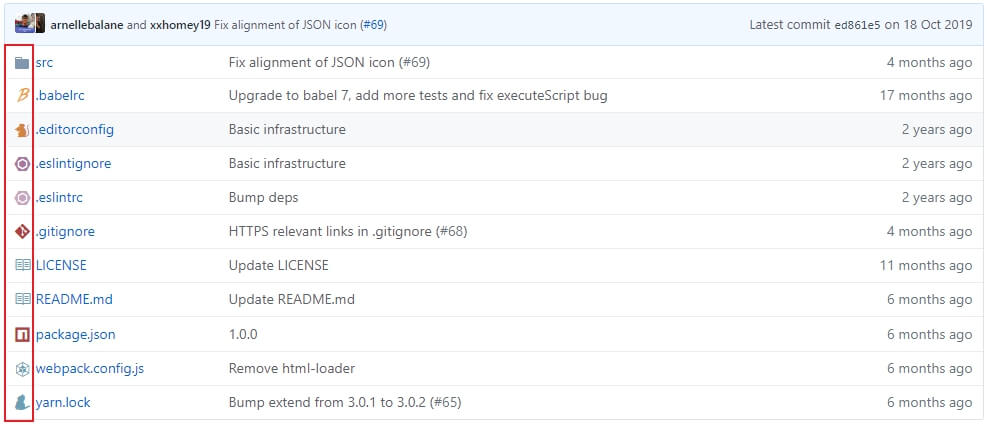 arnellebalane and xxhomey19 Fix alignment of JSON icon (#69) Latest commit ed861e5 on 18 Oct 2019
src Fix alignment of JSON icon (#69) 4 months ago
.babelrc Upgrade to babel 7, add more tests and fix executeScript bug 17 months ago
.editorconfig Basic infrastructure 2 years ago
.eslintignore Basic infrastructure 2 years ago
.eslintrc Bump deps 2 years ago
.gitignore HTTPS relevant links in .gitignore (#68) 4 months ago
LICENSE Update LICENSE 11 months ago
README.md Update README.md 6 months ago
package.json 1.0.0 6 months ago
webpack.config.js Remove html-loader 6 months ago
yarn.lock Bump extend from 3.0.1 to 3.0.2 (#65) 6 months ago